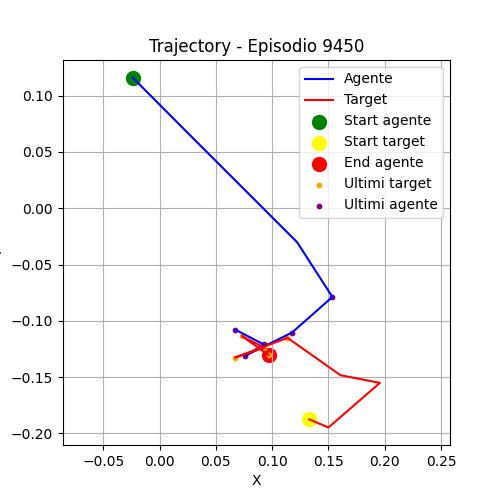 Trajectory - Episodio 9450
Agente
Target
Start agente
Start target
End agente
Ultimi target
Ultimi agente
0.10
0.05
0.00
−0.05
−0.10
−0.15
−0.20
−0.05
0.00
0.05
0.10
0.15
0.20
0.25
X